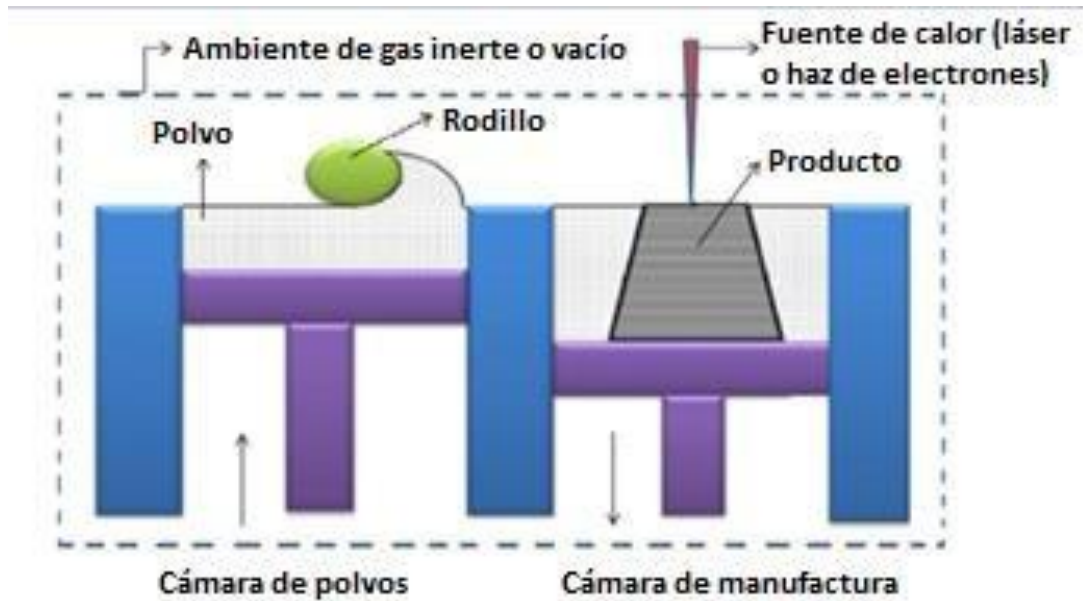 Ambiente de gas inerte o vacío
Fuente de calor (láser
o haz de electrones)
Polvo
Rodillo
Producto
Cámara de polvos
Cámara de manufactura